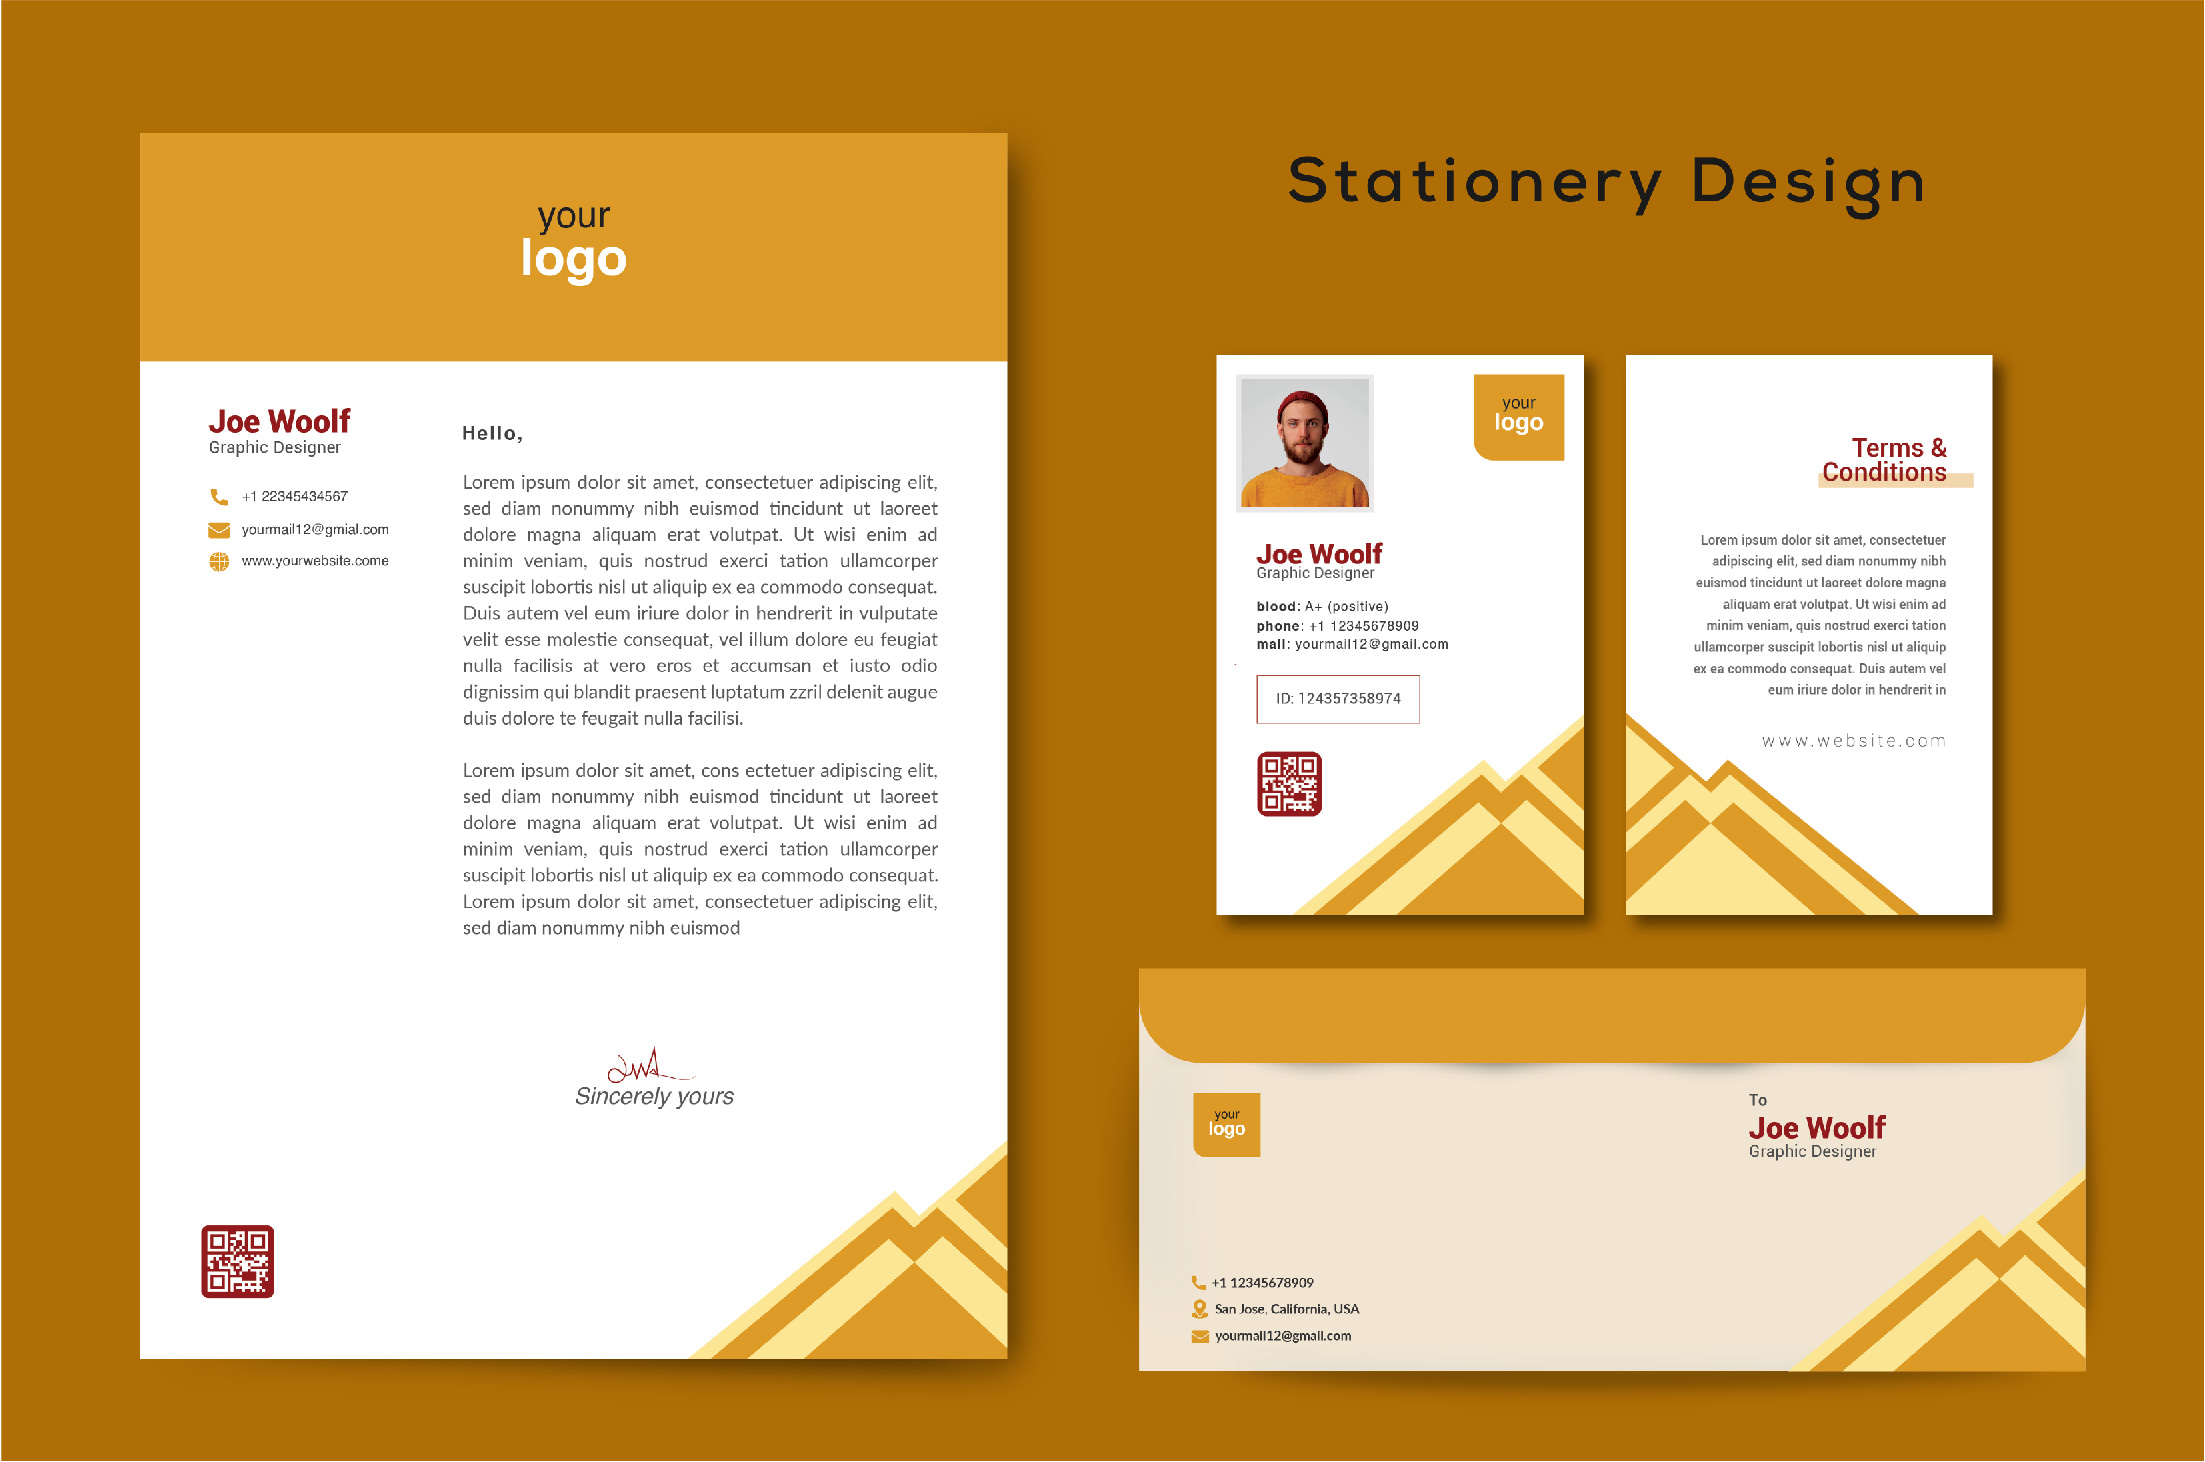 your
logo
Joe Woolf
Graphic Designer
+1 22345434567
yourmail12@gmial.com
www.yourwebsite.come
Hello,
Lorem ipsum dolor sit amet, consectetuer adipiscing elit,
sed diam nonummy nibh euismod tincidunt ut laoreet
dolore magna aliquam erat volutpat. Ut wisi enim ad
minim veniam, quis nostrud exerci tation ullamcorper
suscipit lobortis nisl ut aliquip ex ea commodo consequat.
Duis autem vel eum iriure dolor in hendrerit in vulputate
velit esse molestie consequat, vel illum dolore eu feugiat
nulla facilisis at vero eros et accumsan et iusto odio
dignissim qui blandit praesent luptatum zzril delenit augue
duis dolore te feugait nulla facilisi.
Lorem ipsum dolor sit amet, cons ectetuer adipiscing elit,
sed diam nonummy nibh euismod tincidunt ut laoreet
dolore magna aliquam erat volutpat. Ut wisi enim ad
minim veniam, quis nostrud exerci tation ullamcorper
suscipit lobortis nisl ut aliquip ex ea commodo consequat.
Lorem ipsum dolor sit amet, consectetuer adipiscing elit,
sed diam nonummy nibh euismod
Sincerely yours
Stationery Design
your
logo
Joe Woolf
Graphic Designer
blood: A+ (positive)
phone: +1 12345678909
mail: yourmail12@gmail.com
ID: 124357358974
Terms &
Conditions
Lorem ipsum dolor sit amet, consectetuer
adipiscing elit, sed diam nonummy nibh
euismod tincidunt ut laoreet dolore magna
aliquam erat volutpat. Ut wisi enim ad
minim veniam, quis nostrud exerci tation
ullamcorper suscipit lobortis nisl ut aliquip
ex ea commodo consequat. Duis autem vel
eum iriure dolor in hendrerit in
www.website.com
your
logo
To
Joe Woolf
Graphic Designer
+1 12345678909
San Jose, California, USA
yourmail12@gmail.com